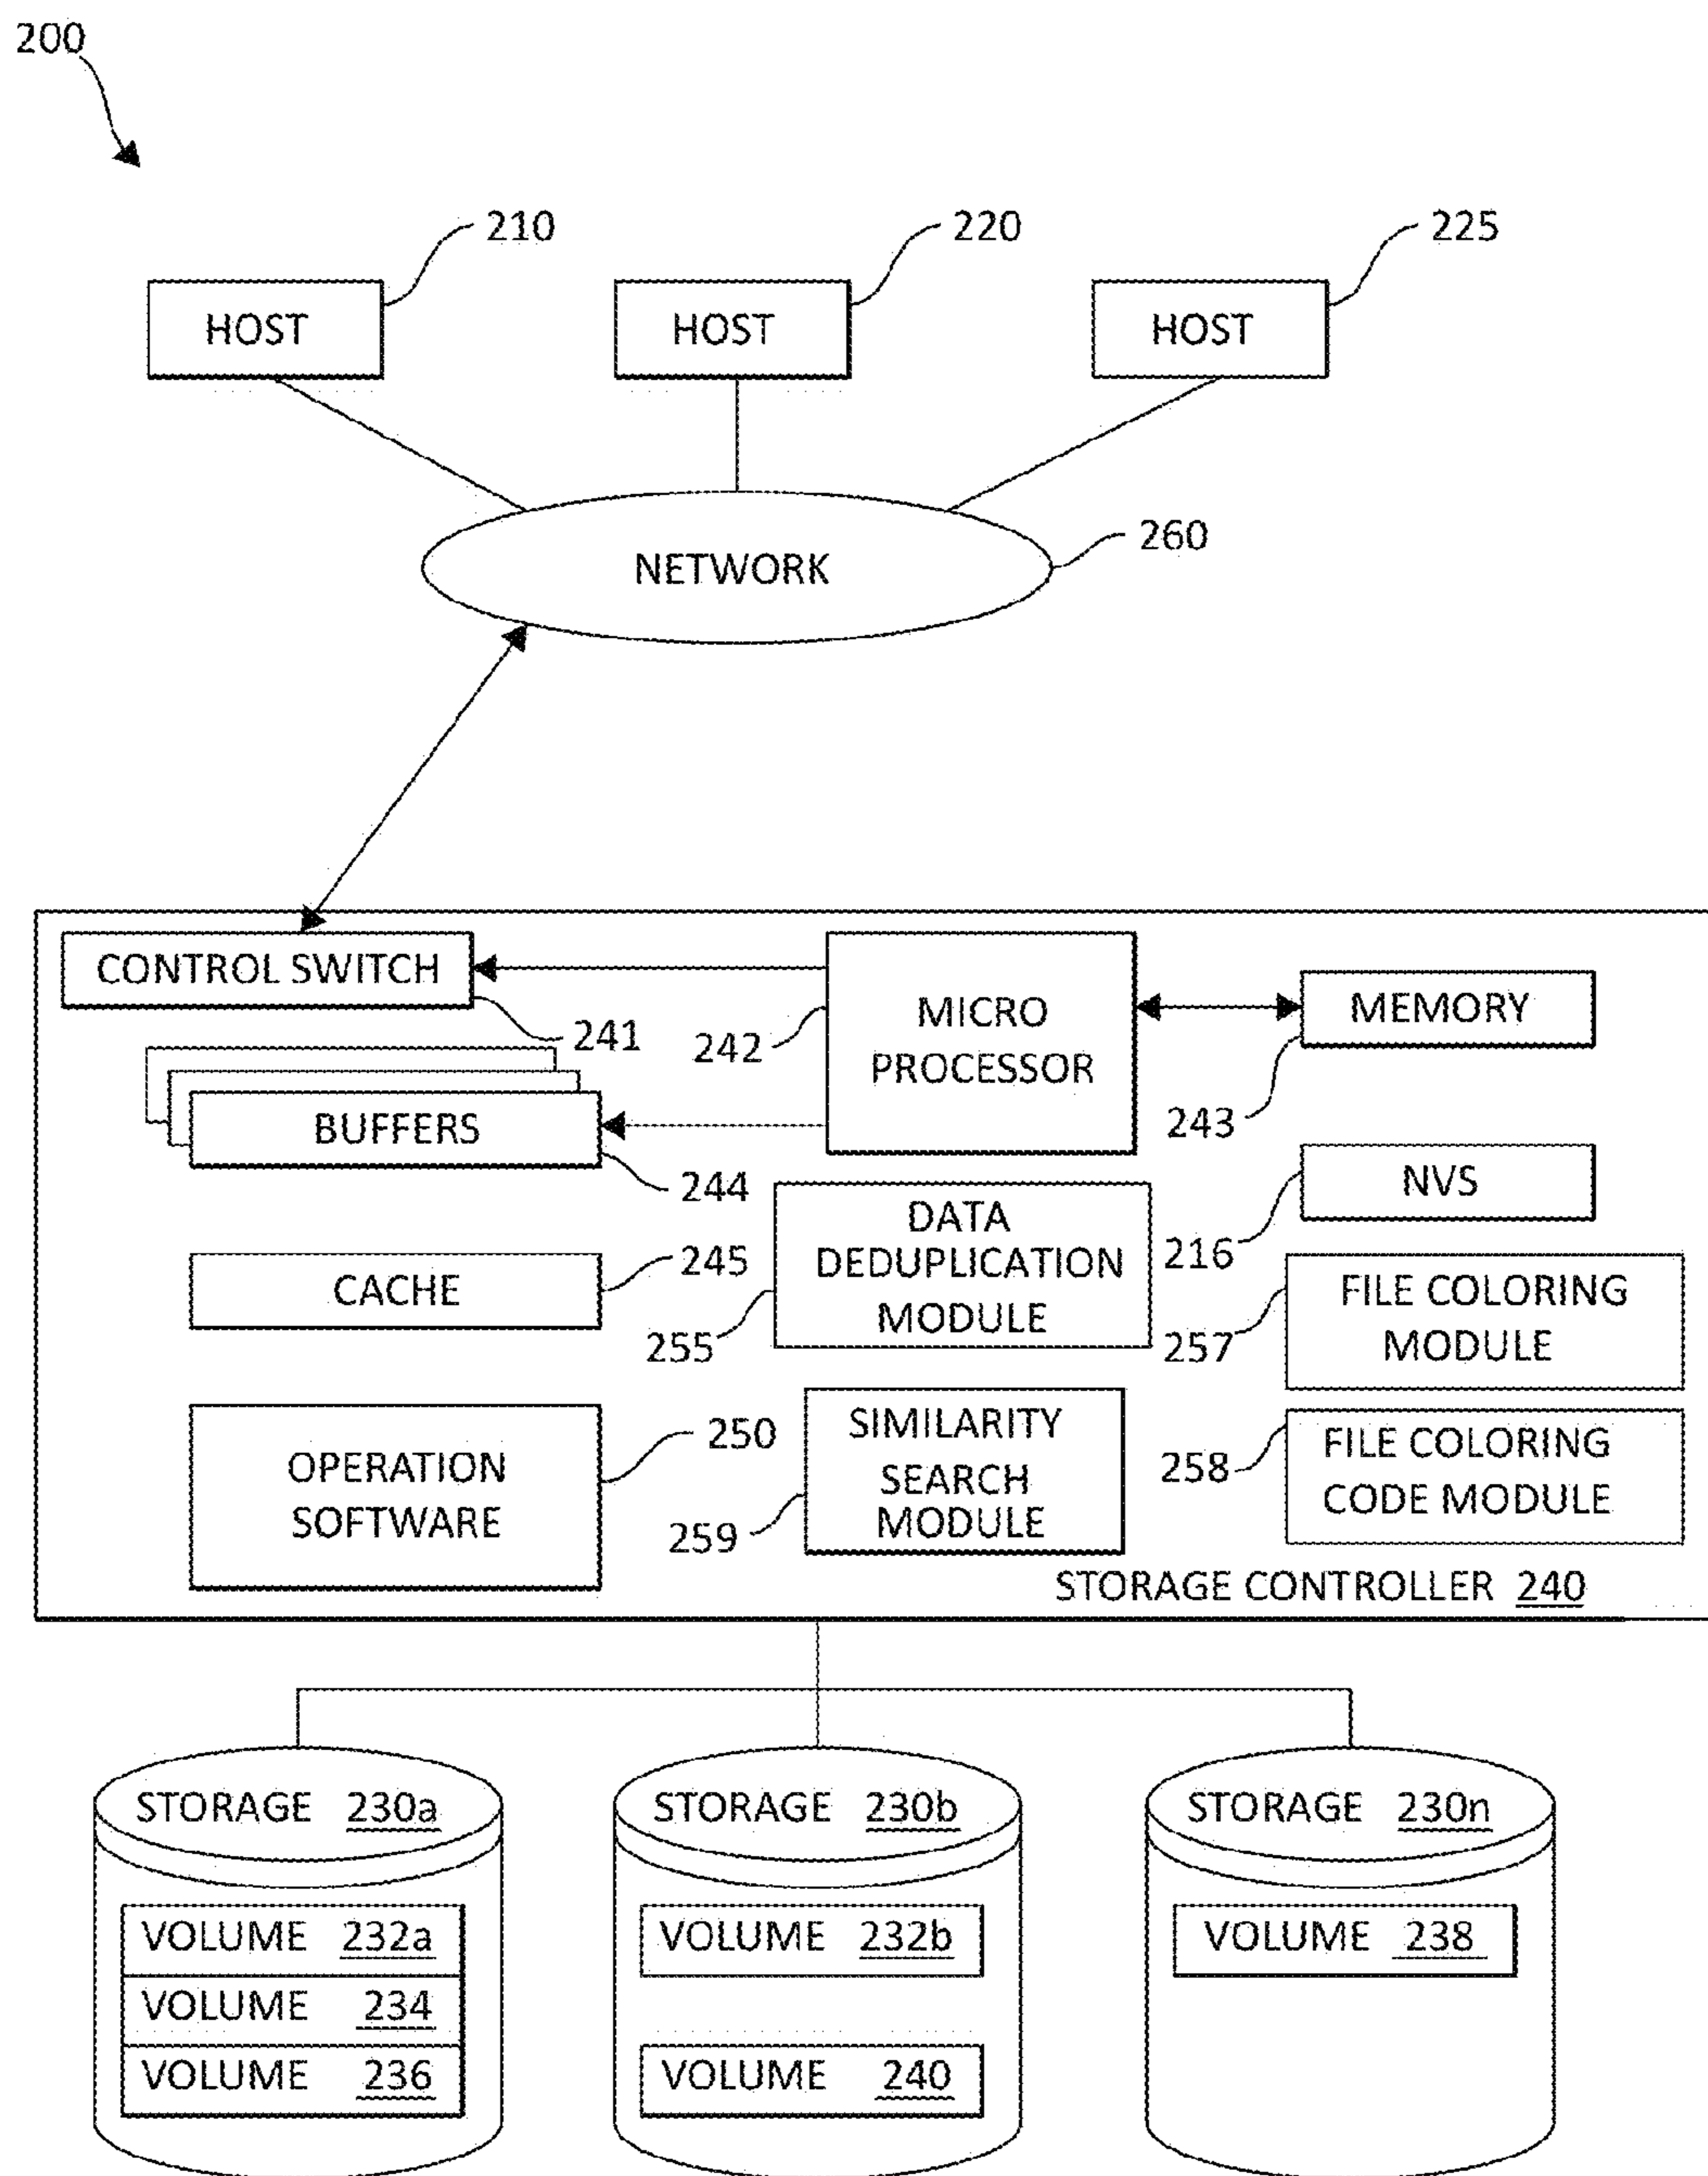 200
210
220
225
HOST
HOST
HOST
260
NETWORK
CONTROL SWITCH
241
MICRO
PROCESSOR
242
MEMORY
243
BUFFERS
244
NVS
216
DATA
DEDUPLICATION
MODULE
255
CACHE
245
FILE COLORING
MODULE
257
OPERATION
SOFTWARE
250
SIMILARITY
SEARCH
MODULE
259
FILE COLORING
CODE MODULE
258
STORAGE CONTROLLER 240
STORAGE 230a
STORAGE 230b
STORAGE 230n
VOLUME 232a
VOLUME 234
VOLUME 236
VOLUME 232b
VOLUME 240
VOLUME 238